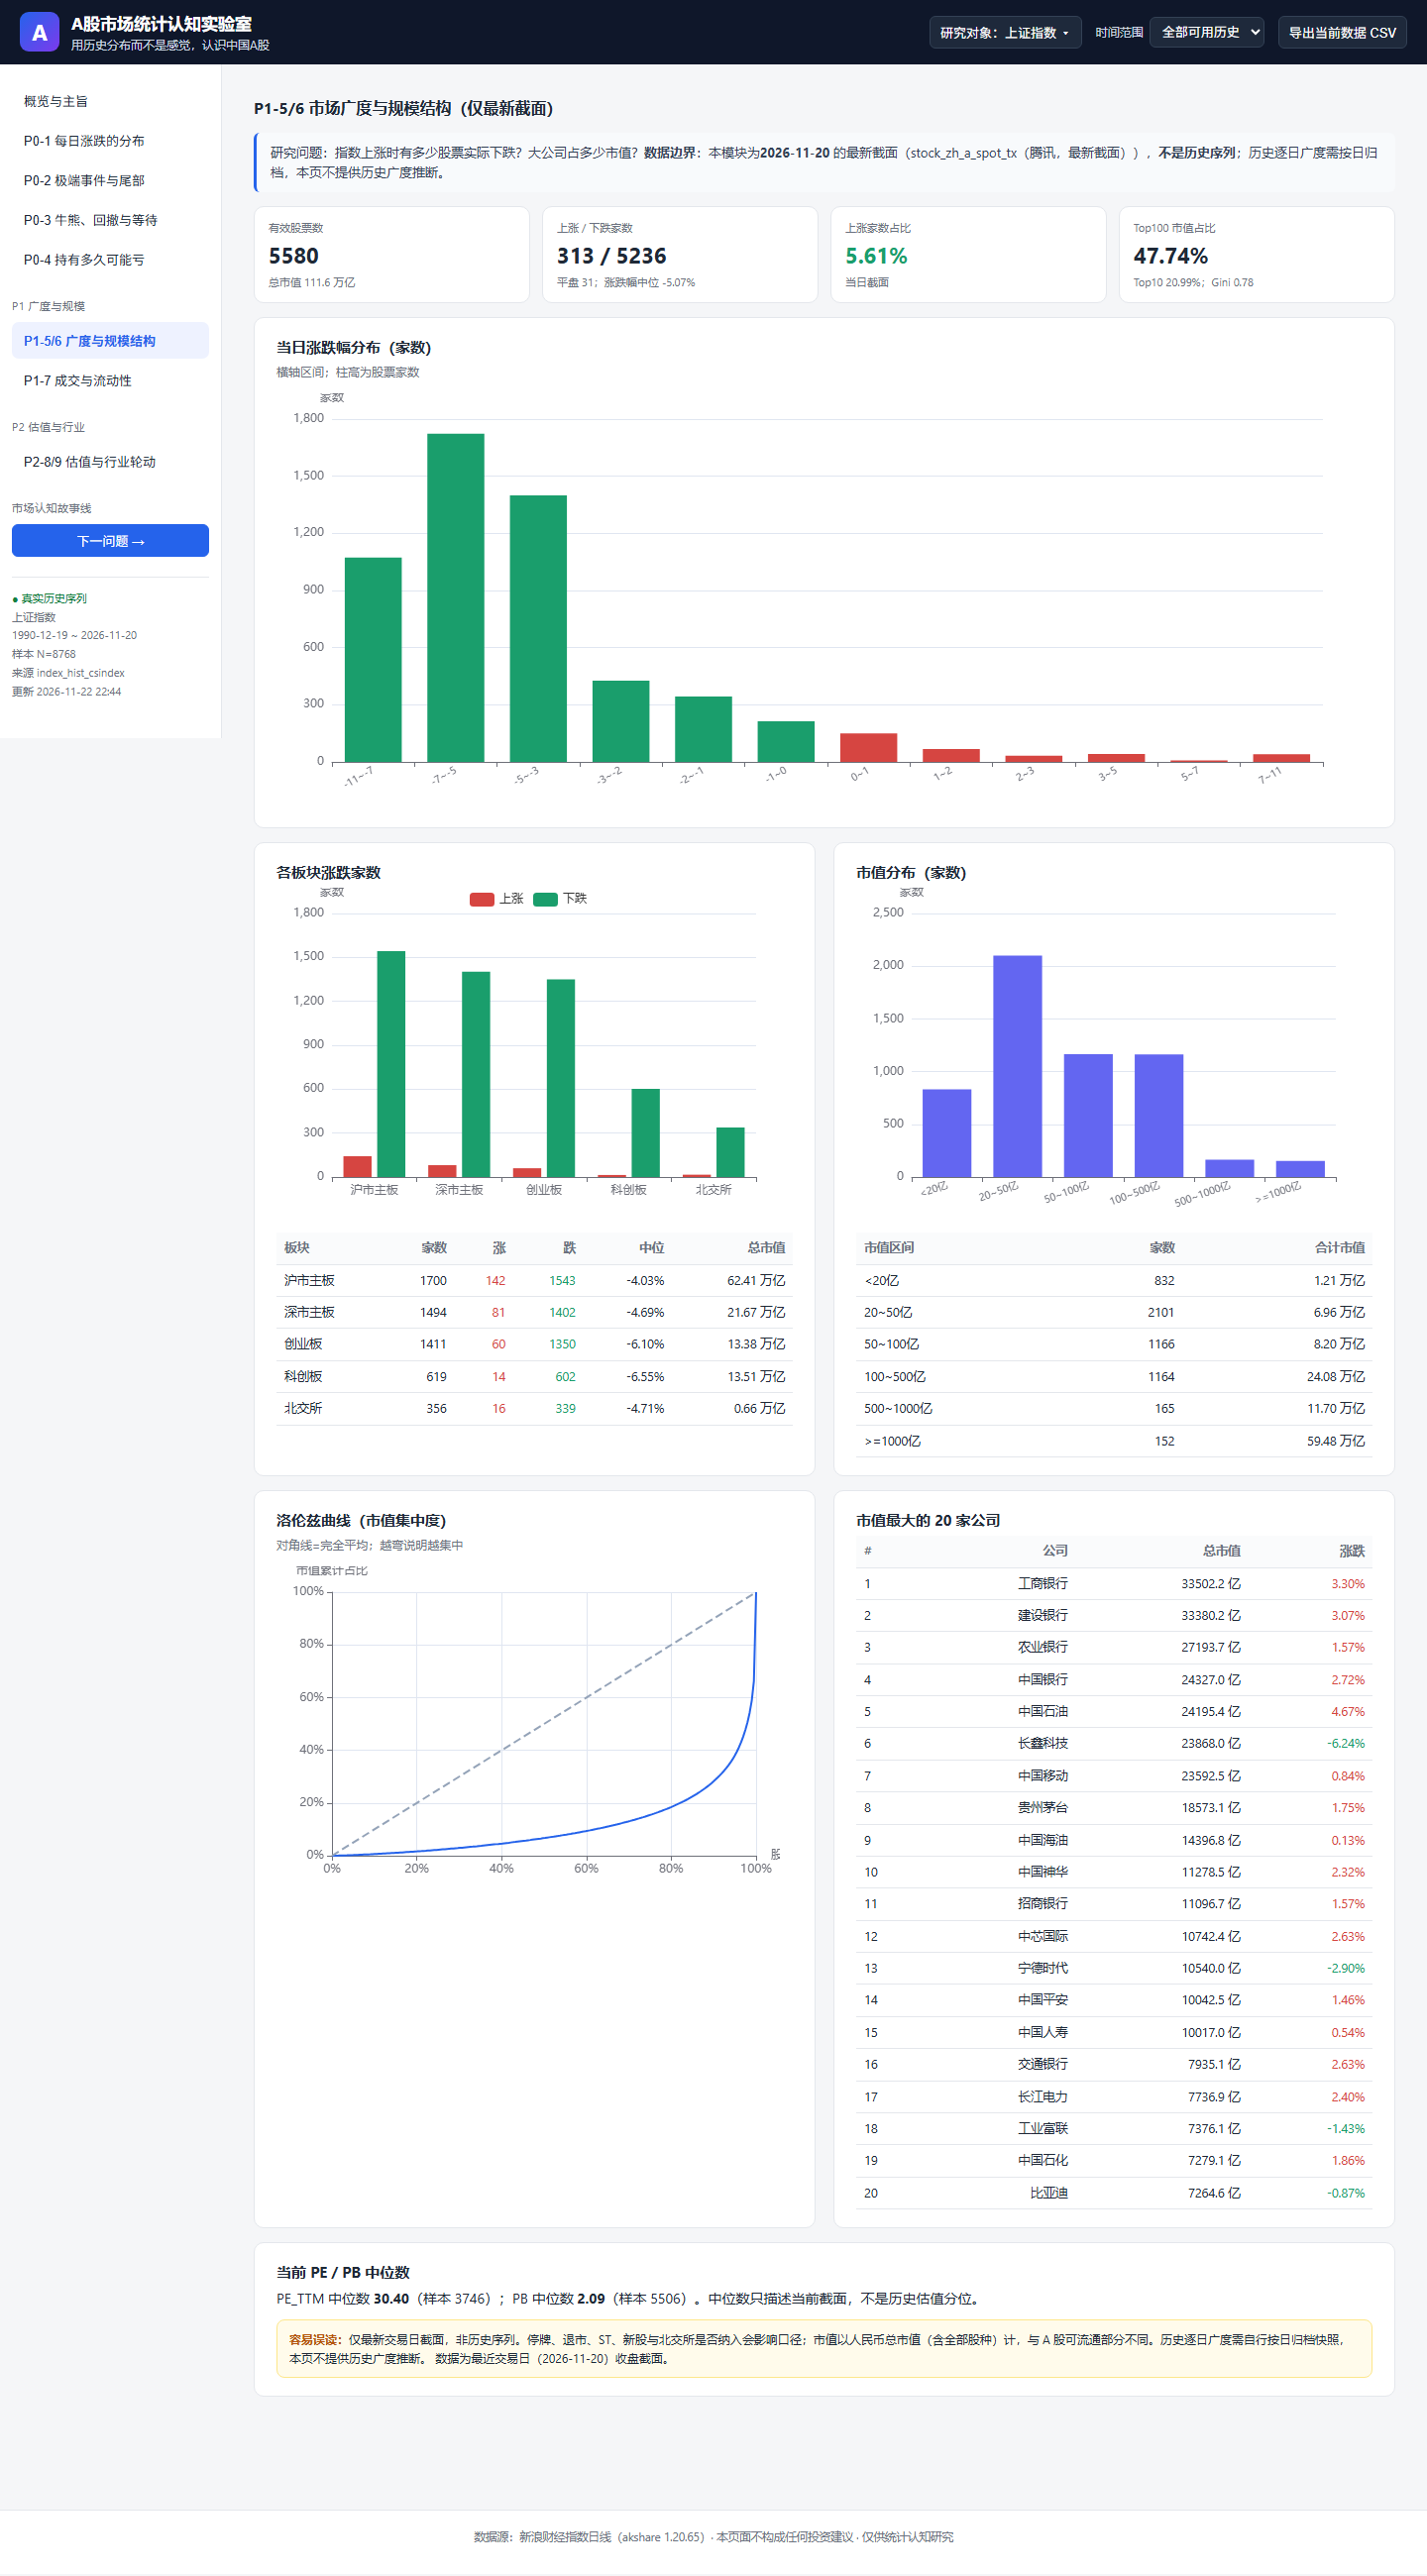 A
A股市场统计认知实验室
用历史分布而不是感觉，认识中国A股
研究对象：上证指数
时间范围
全部可用历史
导出当前数据 CSV
概览与主旨
P0-1 每日涨跌的分布
P0-2 极端事件与尾部
P0-3 牛熊、回撤与等待
P0-4 持有多久可能亏
P1 广度与规模
P1-5/6 广度与规模结构
P1-7 成交与流动性
P2 估值与行业
P2-8/9 估值与行业轮动
市场认知故事线
下一问题 →
● 真实历史序列
上证指数
1990-12-19 ~ 2026-11-20
样本 N=8768
来源 index_hist_csindex
更新 2026-11-22 22:44
P1-5/6 市场广度与规模结构（仅最新截面）
研究问题：指数上涨时有多少股票实际下跌？大公司占多少市值？数据边界：本模块为2026-11-20 的最新截面（stock_zh_a_spot_tx（腾讯，最新截面）），不是历史序列；历史逐日广度需按日归
档，本页不提供历史广度推断。
有效股票数
5580
总市值 111.6 万亿
上涨 / 下跌家数
313 / 5236
平盘 31；涨跌幅中位 -5.07%
上涨家数占比
5.61%
当日截面
Top100 市值占比
47.74%
Top10 20.99%；Gini 0.78
当日涨跌幅分布（家数）
横轴区间；柱高为股票家数
家数
1,800
1,500
1,200
900
600
300
0
-11~-7
-7~-5
-5~-3
-3~-2
-2~-1
-1~0
0~1
1~2
2~3
3~5
5~7
7~11
各板块涨跌家数
家数
上涨
下跌
1,800
1,500
1,200
900
600
300
0
沪市主板
深市主板
创业板
科创板
北交所
板块 家数 涨 跌 中位 总市值
沪市主板 1700 142 1543 -4.03% 62.41 万亿
深市主板 1494 81 1402 -4.69% 21.67 万亿
创业板 1411 60 1350 -6.10% 13.38 万亿
科创板 619 14 602 -6.55% 13.51 万亿
北交所 356 16 339 -4.71% 0.66 万亿
市值分布（家数）
家数
2,500
2,000
1,500
1,000
500
0
<20亿
20~50亿
50~100亿
100~500亿
500~1000亿
>=1000亿
市值区间 家数 合计市值
<20亿 832 1.21 万亿
20~50亿 2101 6.96 万亿
50~100亿 1166 8.20 万亿
100~500亿 1164 24.08 万亿
500~1000亿 165 11.70 万亿
>=1000亿 152 59.48 万亿
洛伦兹曲线（市值集中度）
对角线=完全平均；越弯说明越集中
市值累计占比
100%
80%
60%
40%
20%
0%
0%
20%
40%
60%
80%
100%
市值最大的 20 家公司
# 公司 总市值 涨跌
1 工商银行 33502.2 亿 3.30%
2 建设银行 33380.2 亿 3.07%
3 农业银行 27193.7 亿 1.57%
4 中国银行 24327.0 亿 2.72%
5 中国石油 24195.4 亿 4.67%
6 长鑫科技 23868.0 亿 -6.24%
7 中国移动 23592.5 亿 0.84%
8 贵州茅台 18573.1 亿 1.75%
9 中国海油 14396.8 亿 0.13%
10 中国神华 11278.5 亿 2.32%
11 招商银行 11096.7 亿 1.57%
12 中芯国际 10742.4 亿 2.63%
13 宁德时代 10540.0 亿 -2.90%
14 中国平安 10042.5 亿 1.46%
15 中国人寿 10017.0 亿 0.54%
16 交通银行 7935.1 亿 2.63%
17 长江电力 7736.9 亿 2.40%
18 工业富联 7376.1 亿 -1.43%
19 中国石化 7279.1 亿 1.86%
20 比亚迪 7264.6 亿 -0.87%
当前 PE / PB 中位数
PE_TTM 中位数 30.40（样本 3746）；PB 中位数 2.09（样本 5506）。中位数只描述当前截面，不是历史估值分位。
容易误读：仅最新交易日截面，非历史序列。停牌、退市、ST、新股与北交所是否纳入会影响口径；市值以人民币总市值（含全部股种）计，与 A 股可流通部分不同。历史逐日广度需自行按日归档快照，
本页不提供历史广度推断。 数据为最近交易日（2026-11-20）收盘截面。
数据源：新浪财经指数日线（akshare 1.20.65）· 本页面不构成任何投资建议 · 仅供统计认知研究